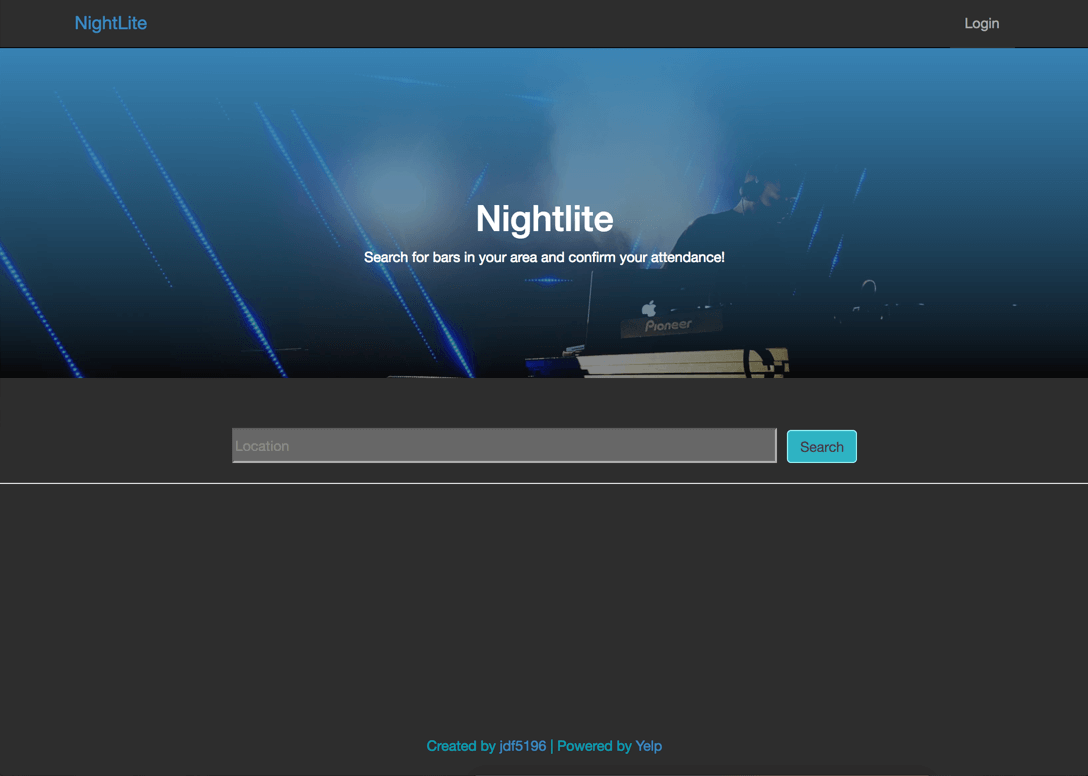 NightLite
Login
Nightlite
Search for bars in your area and confirm your attendance!
Pioneer
Location
Search
Created by jdf5196 | Powered by Yelp